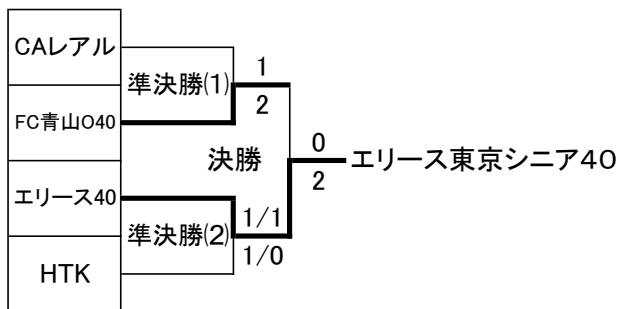 CAレアル
準決勝(1)
1
2
FC青山O40
決勝
0
2
エリース東京シニア40
エリース40
準決勝(2)
1/1
1/0
HTK